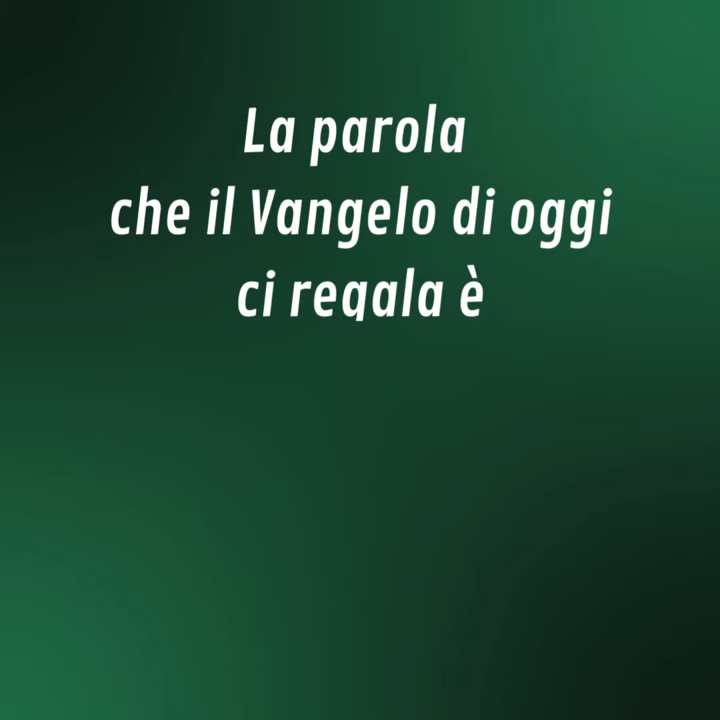 La parola
che il Vangelo di oggi
ci regala è